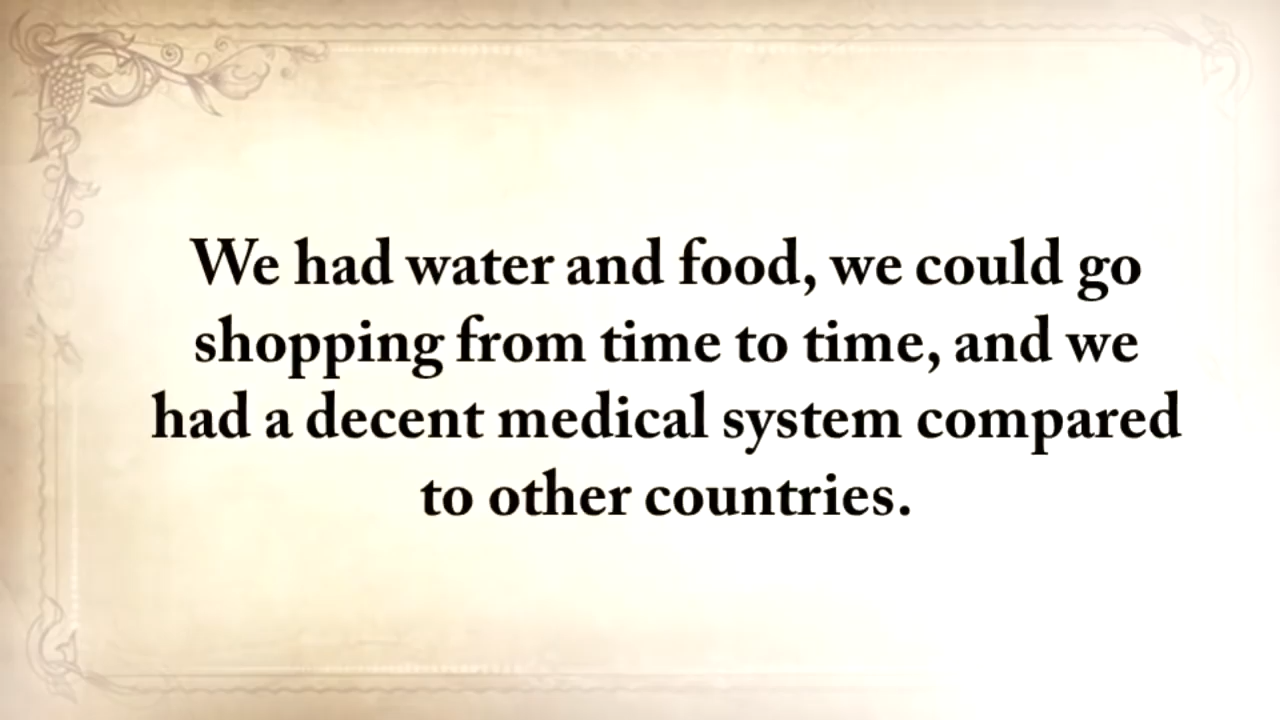 We had water and food, we could go
shopping from time to time, and we
had a decent medical system compared
to other countries.